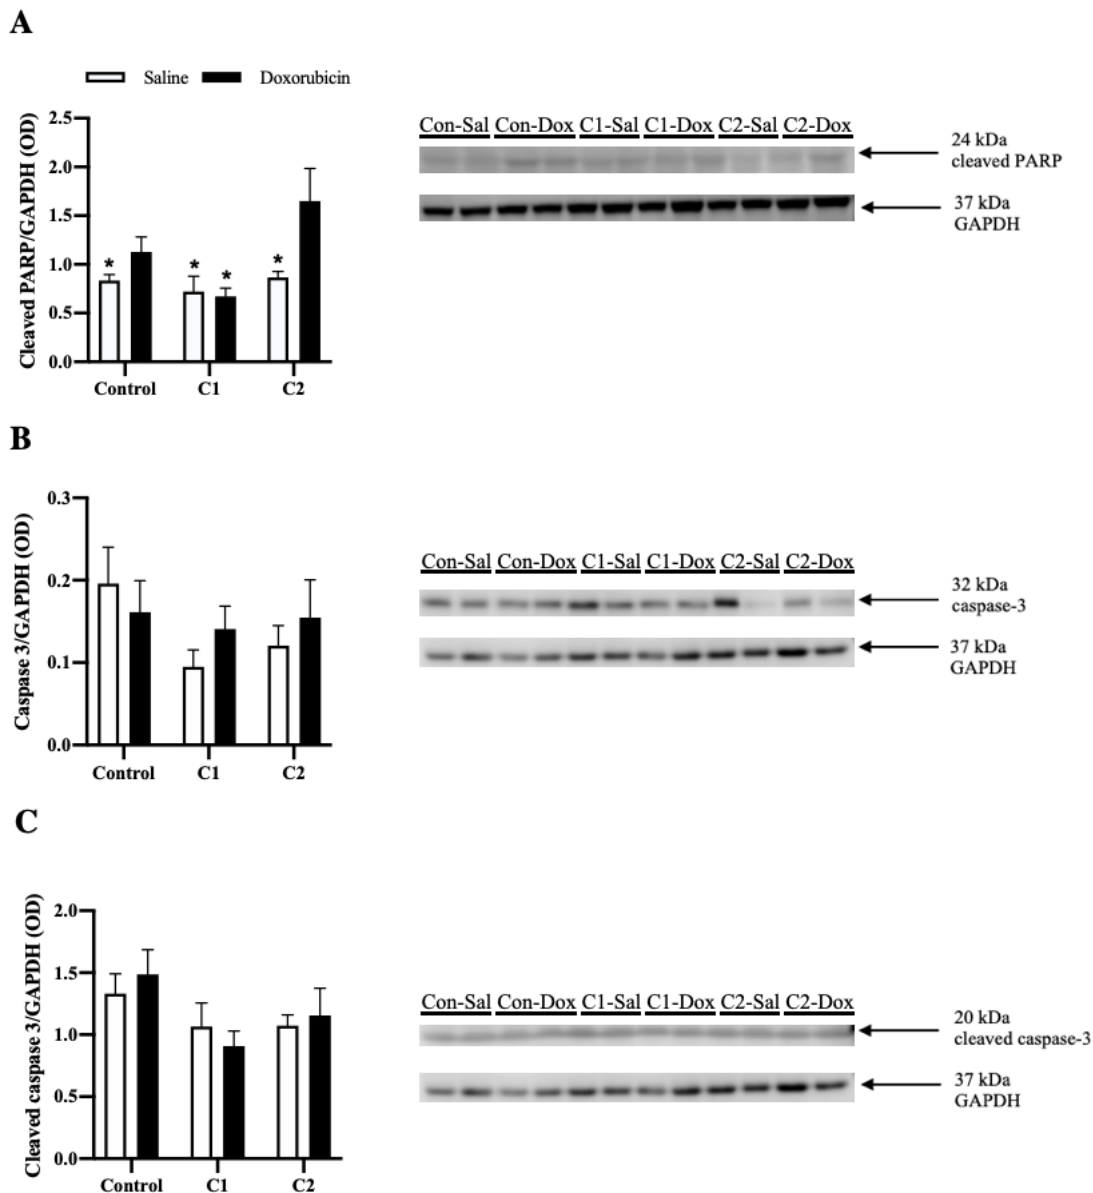 A
Saline Doxorubicin
Cleaved PARP/GAPDH (OD)
2.5
2.0
1.5
1.0
0.5
0.0
* * * *
Control C1 C2
Con-Sal Con-Dox C1-Sal C1-Dox C2-Sal C2-Dox
24 kDa
cleaved PARP
37 kDa
GAPDH
B
Caspase 3/GAPDH (OD)
0.3
0.2
0.1
0.0
Control C1 C2
Con-Sal Con-Dox C1-Sal C1-Dox C2-Sal C2-Dox
32 kDa
caspase-3
37 kDa
GAPDH
C
Cleaved caspase 3/GAPDH (OD)
2.0
1.5
1.0
0.5
0.0
Control C1 C2
Con-Sal Con-Dox C1-Sal C1-Dox C2-Sal C2-Dox
20 kDa
cleaved caspase-3
37 kDa
GAPDH